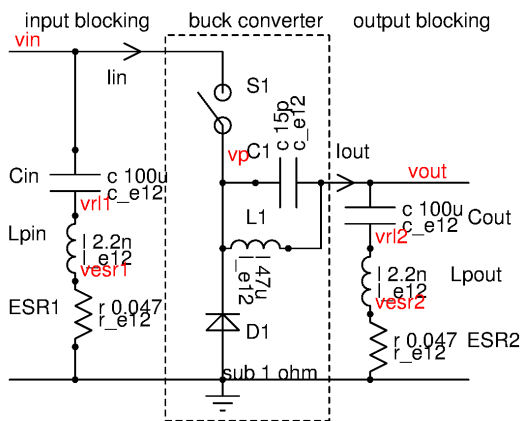 input blocking
buck converter
output blocking
vin
Iin
S1
c 15p
c_e12
vp
C1
Iout
vout
Cin
c 100u
c_e12
vrl1
L1
c 100u
c_e12
Cout
vrl2
Lpin
l 2.2n
l_e12
vesr1
l 47u
l_e12
l 2.2n
l_e12
Lpout
vesr2
ESR1
r 0.047
r_e12
D1
r 0.047
r_e12
ESR2
sub 1 ohm